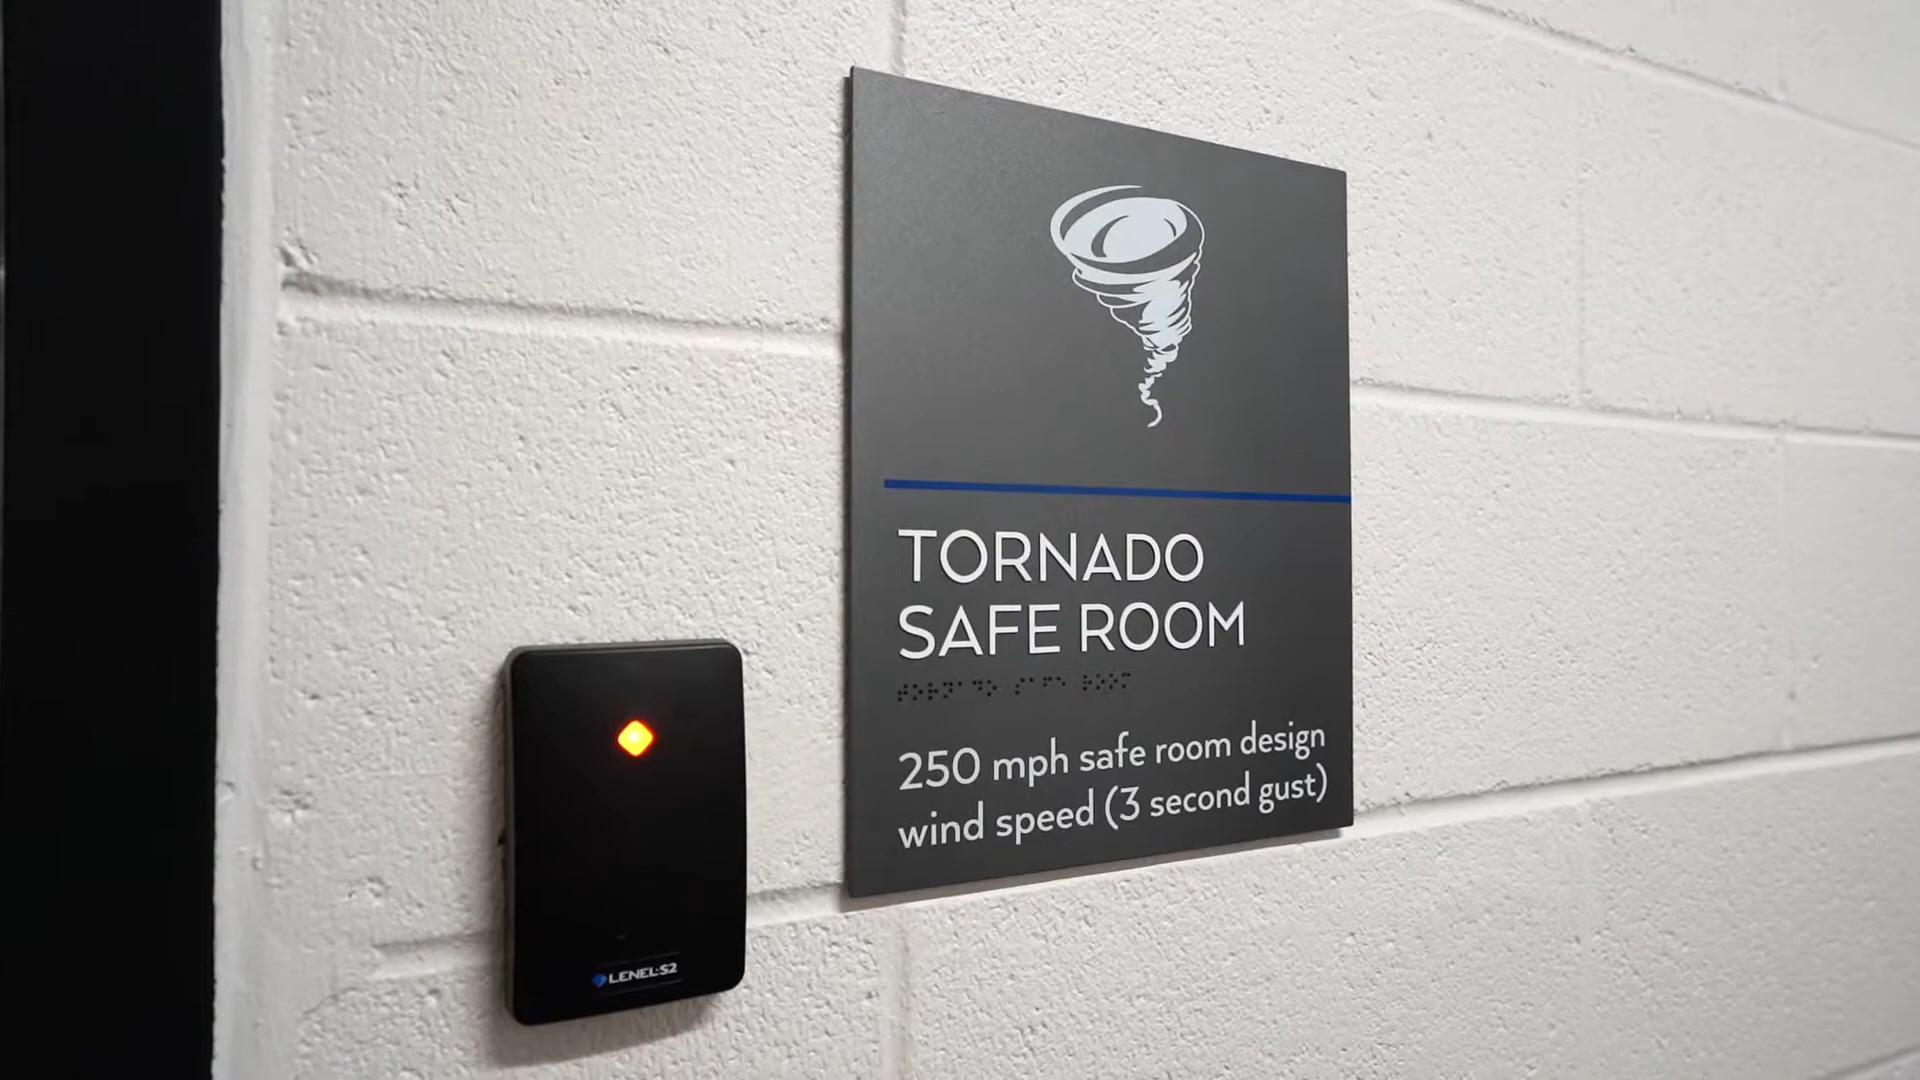 TORNADO
SAFE ROOM
⠞⠕⠗⠝⠁⠙⠕ ⠎⠁⠋⠑ ⠗⠕⠕⠍
250 mph safe room design
wind speed (3 second gust)
LENEL·S2